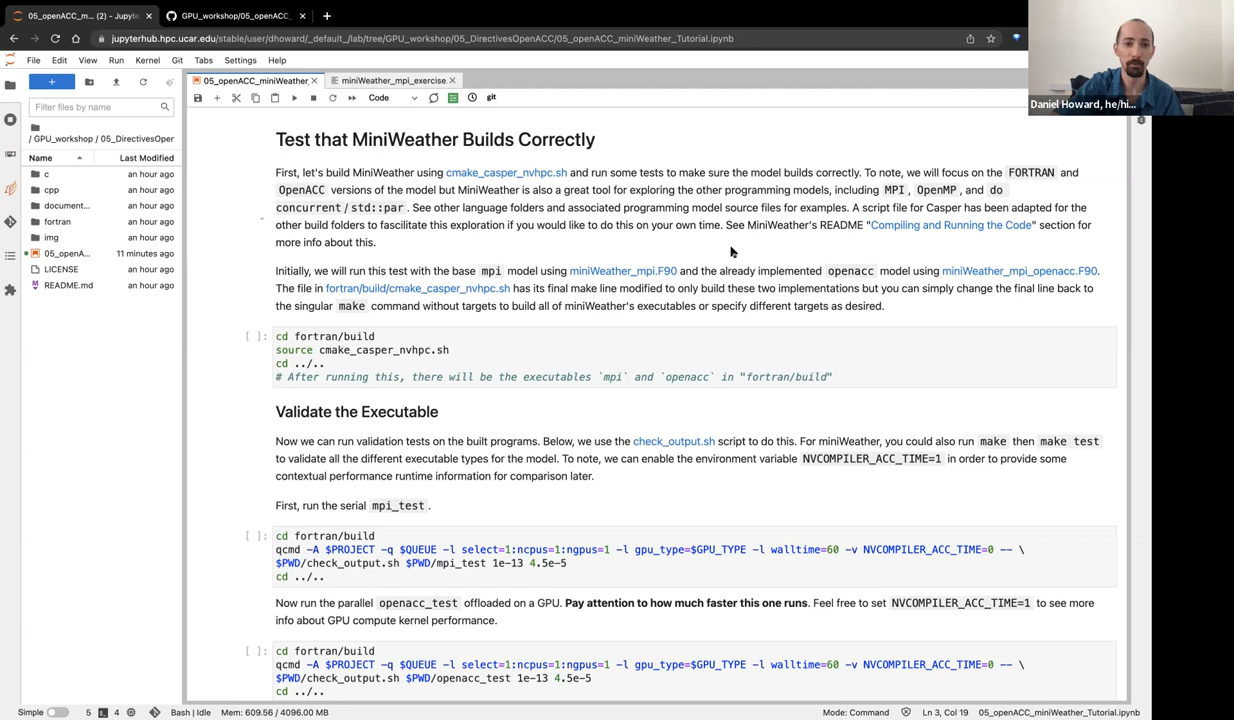 05_openACC_m... (2) - Jupyter
GPU_workshop/05_openACC_
jupyterhub.hpc.ucar.edu/stable/user/dhoward/_default_/lab/tree/GPU_workshop/05_DirectivesOpenACC/05_openACC_miniWeather_Tutorial.ipynb
Daniel Howard, he/hi...
File Edit View Run Kernel Git Tabs Settings Help
05_openACC_miniWeather_
miniWeather_mpi_exercise.
Code
git
Filter files by name
/ GPU_workshop / 05_DirectivesOper
Name Last Modified
c an hour ago
cpp an hour ago
document... an hour ago
fortran an hour ago
img an hour ago
05_openA... 11 minutes ago
LICENSE an hour ago
README.md an hour ago
Test that MiniWeather Builds Correctly
First, let's build MiniWeather using cmake_casper_nvhpc.sh and run some tests to make sure the model builds correctly. To note, we will focus on the FORTRAN and
OpenACC versions of the model but MiniWeather is also a great tool for exploring the other programming models, including MPI, OpenMP, and do
concurrent/std::par. See other language folders and associated programming model source files for examples. A script file for Casper has been adapted for the
other build folders to fascilitate this exploration if you would like to do this on your own time. See MiniWeather's README "Compiling and Running the Code" section for
more info about this.
Initially, we will run this test with the base mpi model using miniWeather_mpi.F90 and the already implemented openacc model using miniWeather_mpi_openacc.F90.
The file in fortran/build/cmake_casper_nvhpc.sh has its final make line modified to only build these two implementations but you can simply change the final line back to
the singular make command without targets to build all of miniWeather's executables or specify different targets as desired.
[ ]: cd fortran/build
source cmake_casper_nvhpc.sh
cd ../..
# After running this, there will be the executables `mpi` and `openacc` in "fortran/build"
Validate the Executable
Now we can run validation tests on the built programs. Below, we use the check_output.sh script to do this. For miniWeather, you could also run make then make test
to validate all the different executable types for the model. To note, we can enable the environment variable NVCOMPILER_ACC_TIME=1 in order to provide some
contextual performance runtime information for comparison later.
First, run the serial mpi_test.
[ ]: cd fortran/build
qcmd -A $PROJECT -q $QUEUE -l select=1:ncpus=1:ngpus=1 -l gpu_type=$GPU_TYPE -l walltime=60 -v NVCOMPILER_ACC_TIME=0 -- \
$PWD/check_output.sh $PWD/mpi_test 1e-13 4.5e-5
cd ../..
Now run the parallel openacc_test offloaded on a GPU. Pay attention to how much faster this one runs. Feel free to set NVCOMPILER_ACC_TIME=1 to see more
info about GPU compute kernel performance.
[ ]: cd fortran/build
qcmd -A $PROJECT -q $QUEUE -l select=1:ncpus=1:ngpus=1 -l gpu_type=$GPU_TYPE -l walltime=60 -v NVCOMPILER_ACC_TIME=0 -- \
$PWD/check_output.sh $PWD/openacc_test 1e-13 4.5e-5
cd ../..
Simple 5 4 Bash | Idle Mem: 609.56 / 4096.00 MB Mode: Command Ln 3, Col 19 05_openACC_miniWeather_Tutorial.ipynb